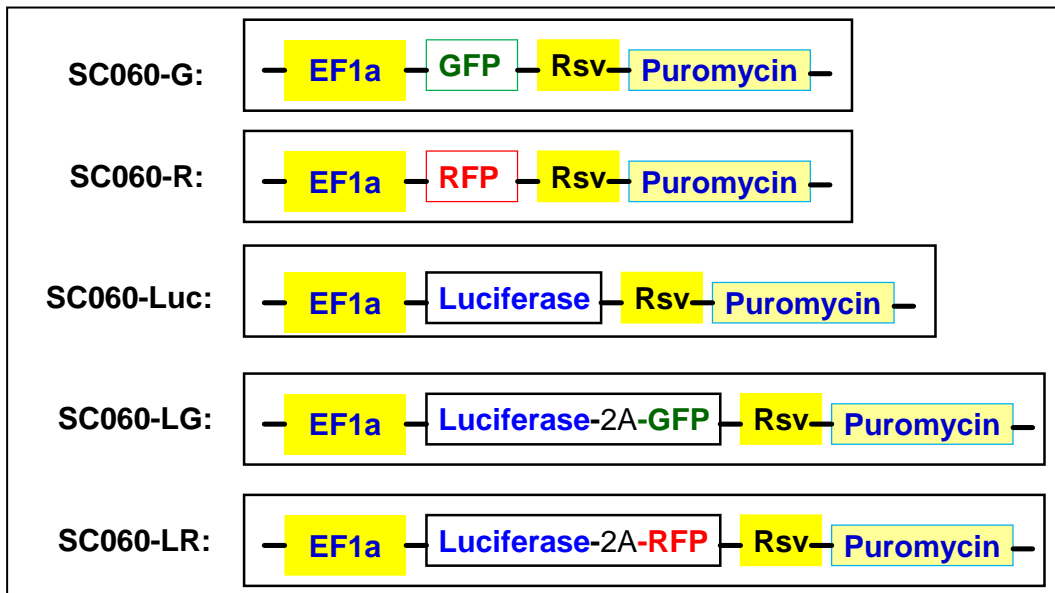 SC060-G: EF1a GFP Rsv Puromycin
SC060-R: EF1a RFP Rsv Puromycin
SC060-Luc: EF1a Luciferase Rsv Puromycin
SC060-LG: EF1a Luciferase-2A-GFP Rsv Puromycin
SC060-LR: EF1a Luciferase-2A-RFP Rsv Puromycin